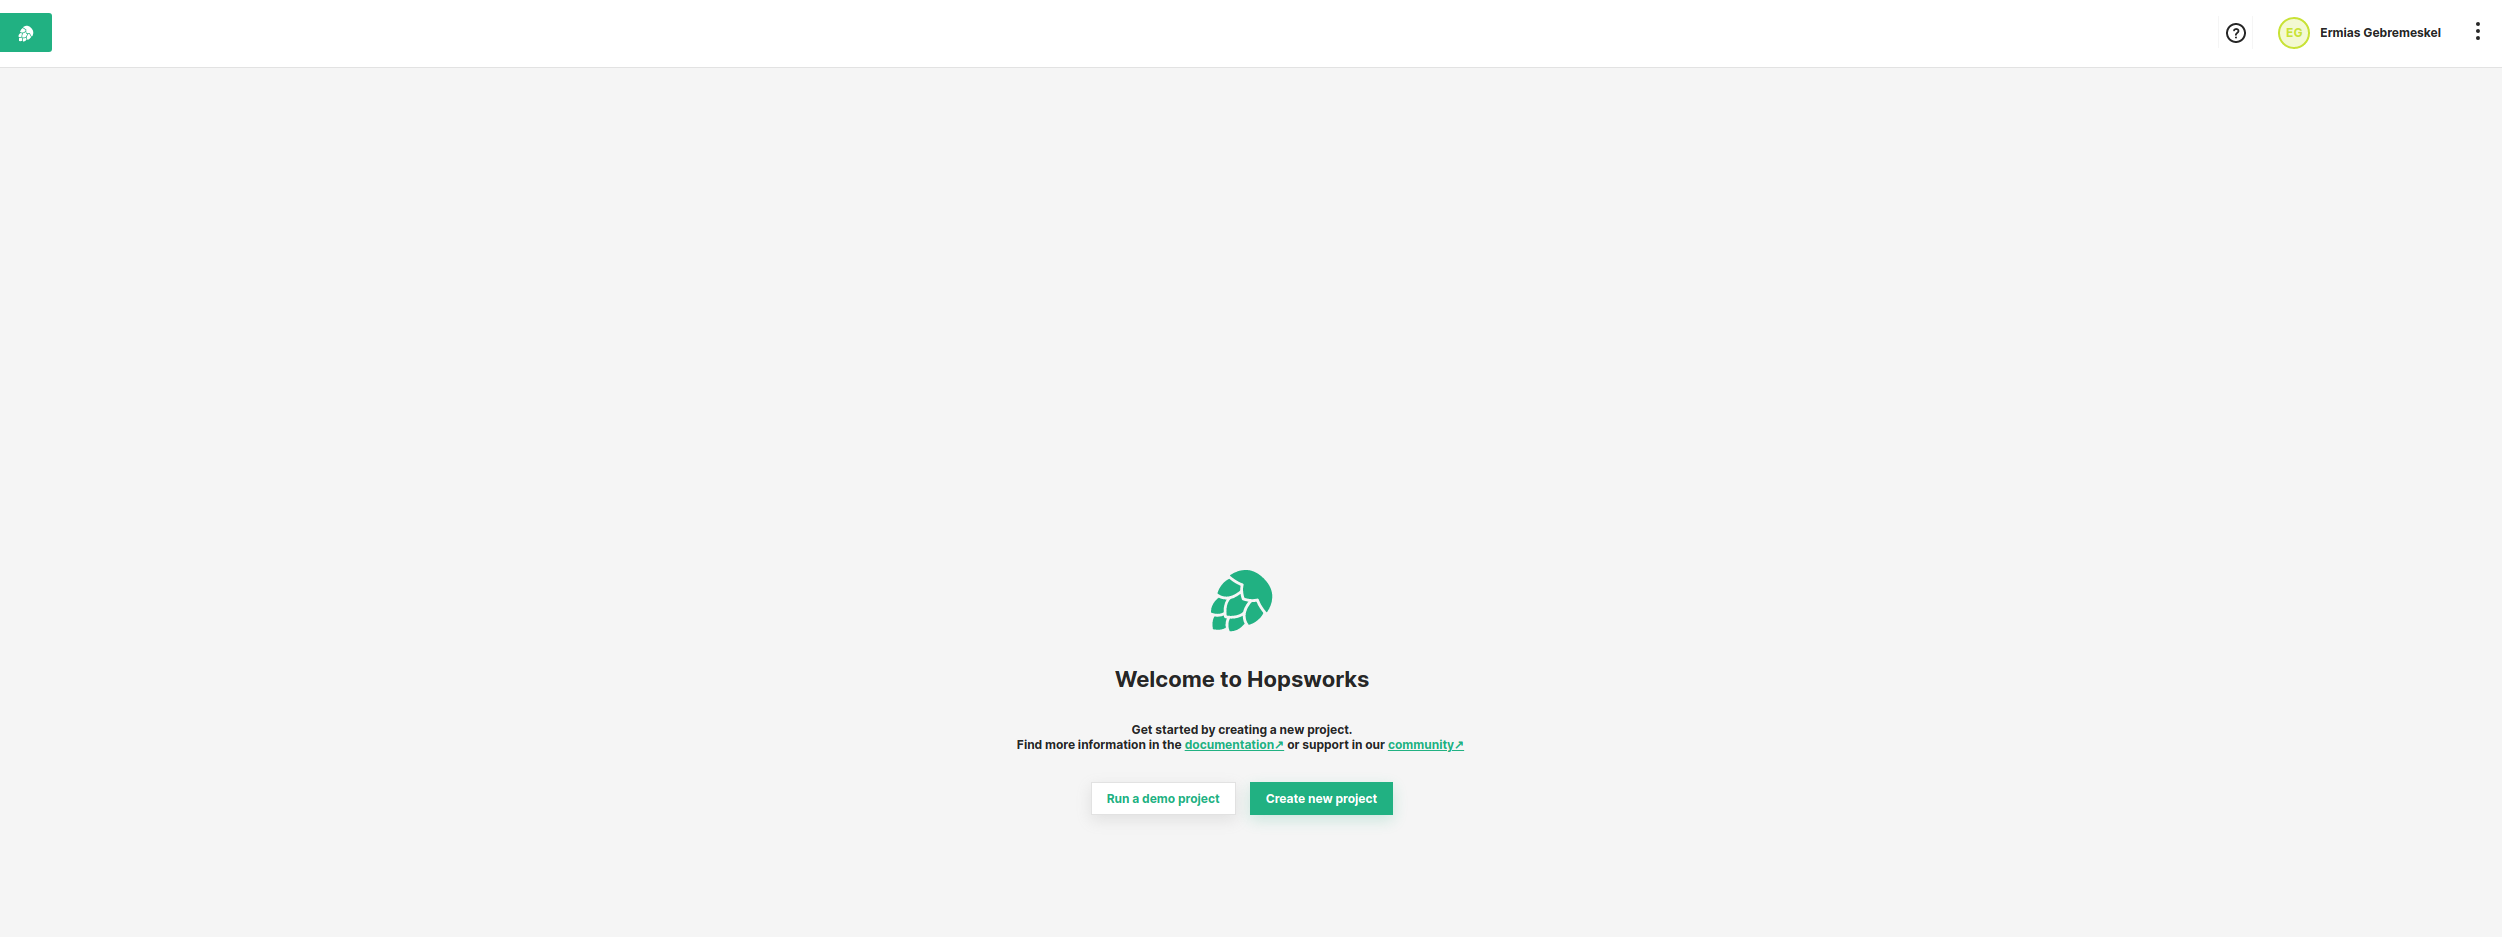 EG Ermias Gebremeskel
Welcome to Hopsworks
Get started by creating a new project.
Find more information in the documentation↗ or support in our community↗
Run a demo project Create new project